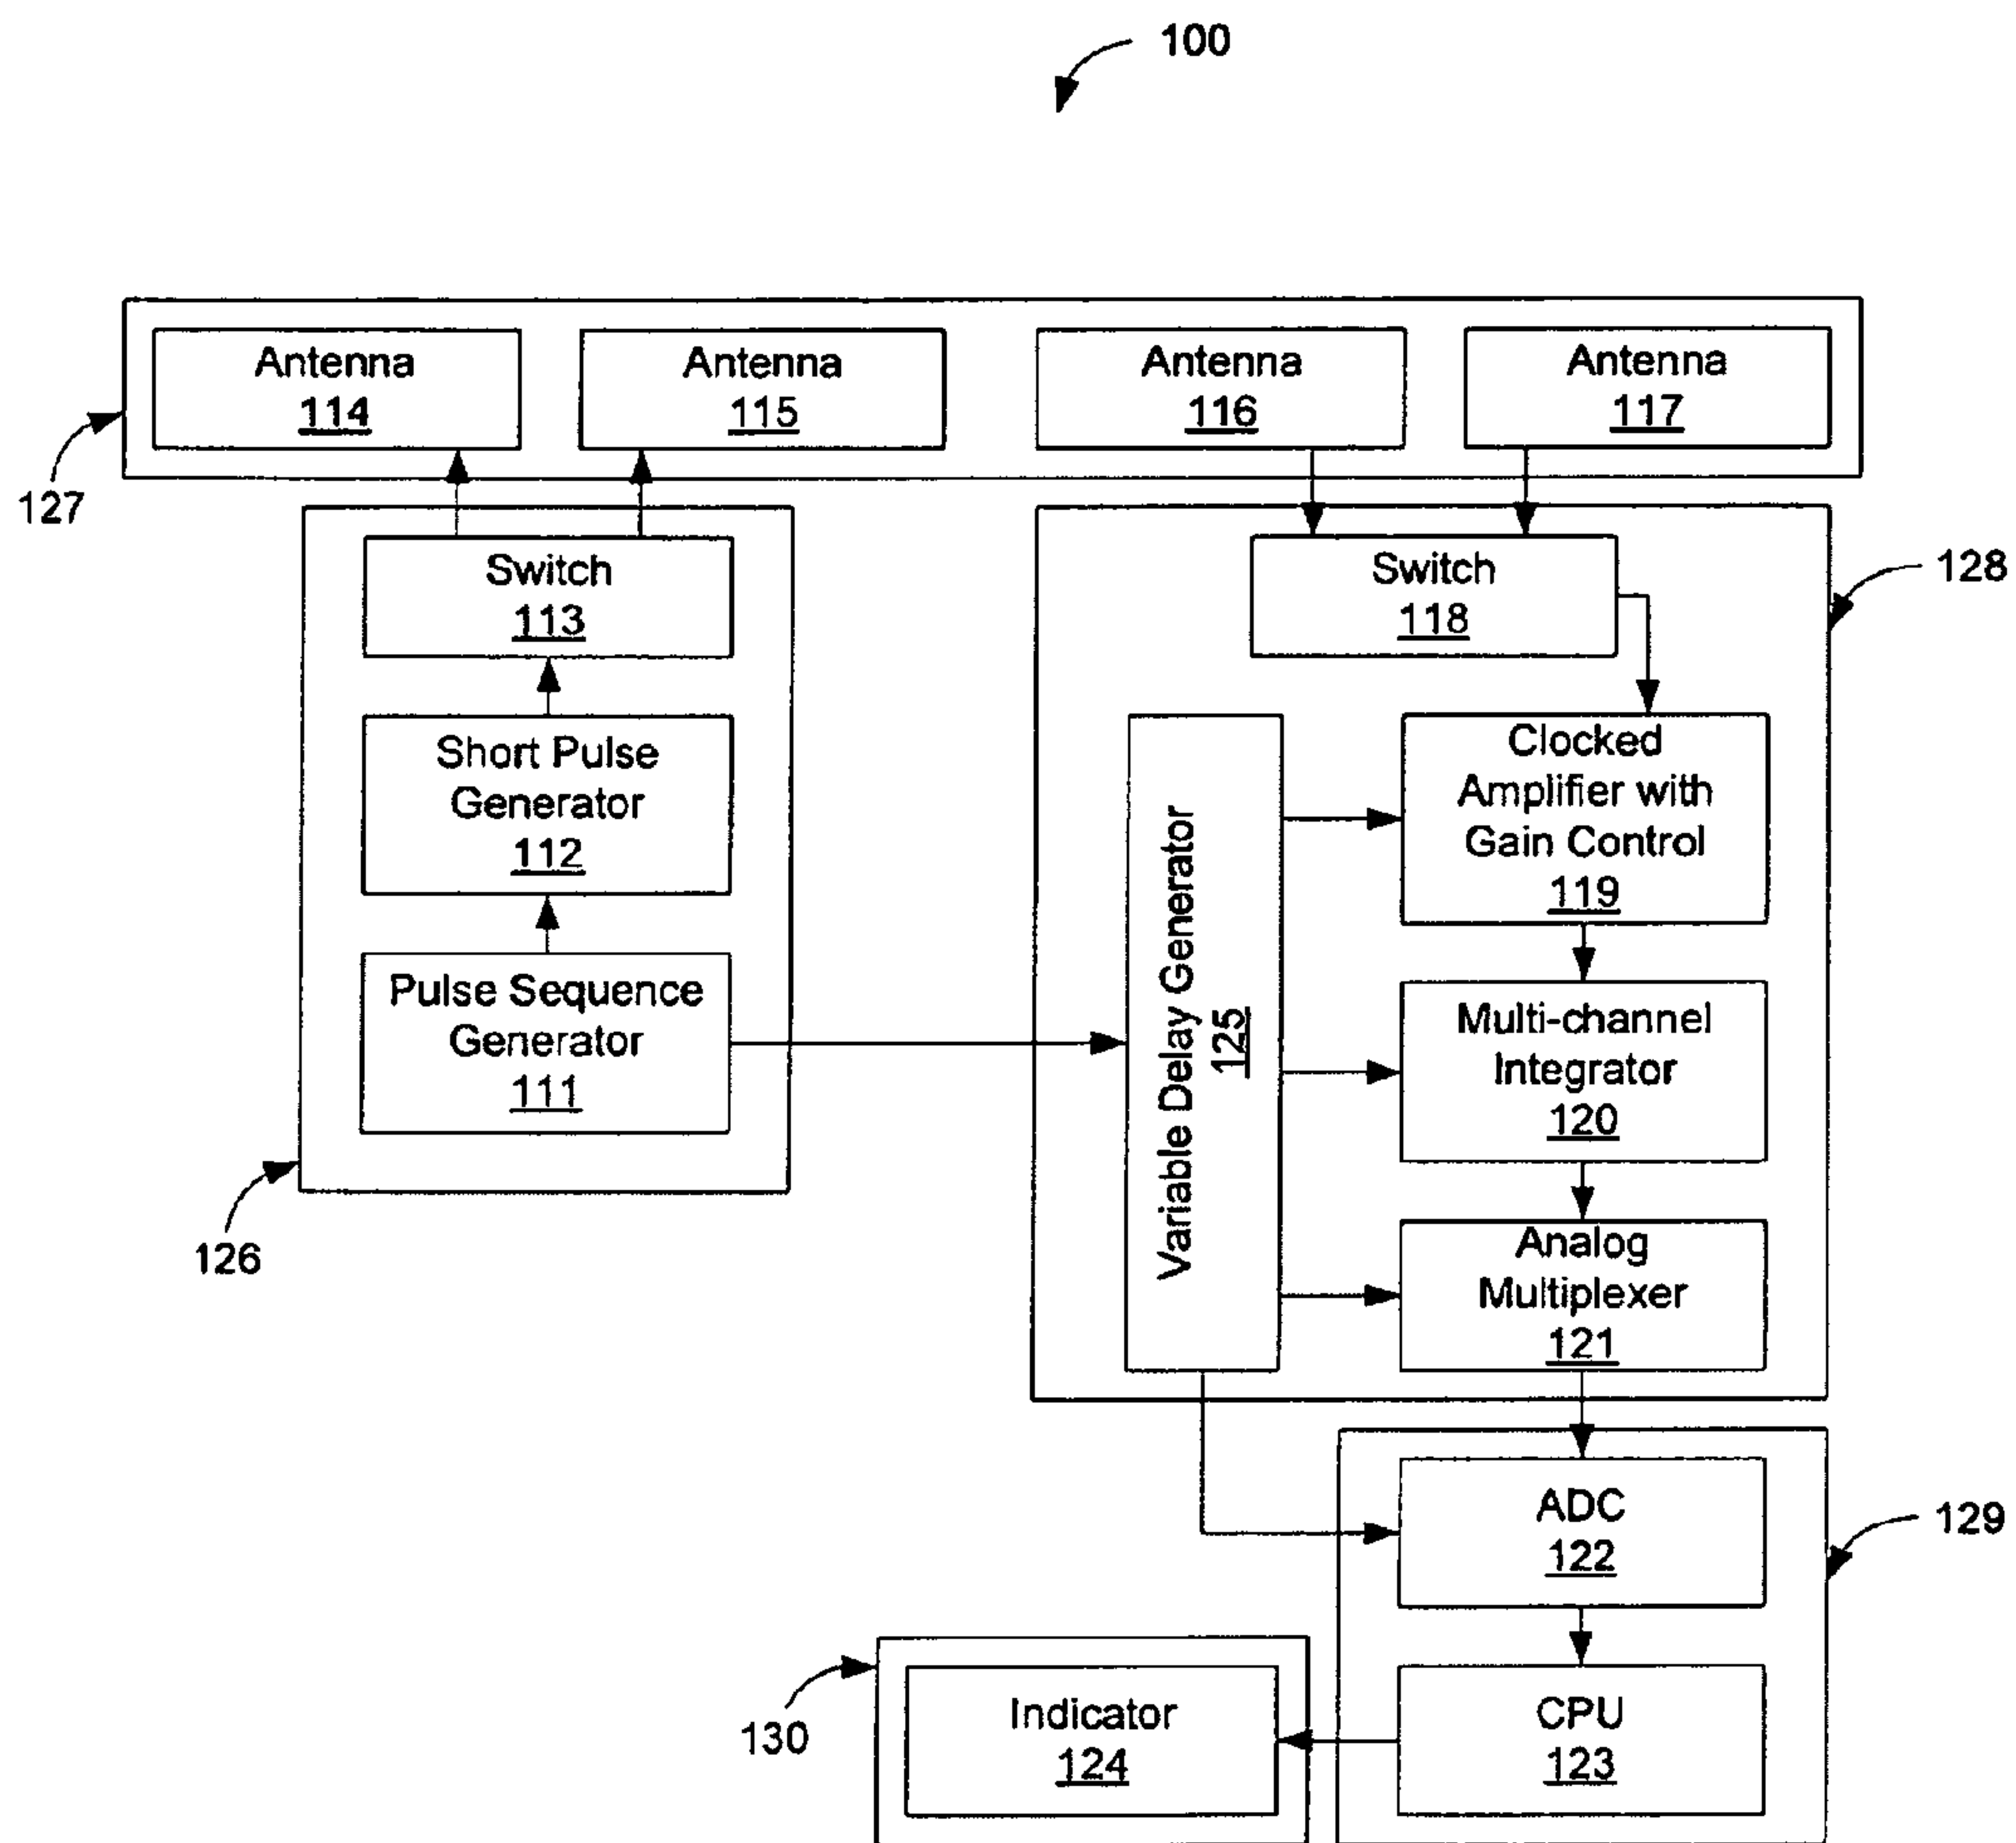 100
Antenna
114
Antenna
115
Antenna
116
Antenna
117
127
Switch
113
Switch
118
128
Short Pulse
Generator
112
Clocked
Amplifier with
Gain Control
119
Variable Delay Generator
125
Pulse Sequence
Generator
111
Multi-channel
Integrator
120
126
Analog
Multiplexer
121
ADC
122
129
Indicator
124
CPU
123
130